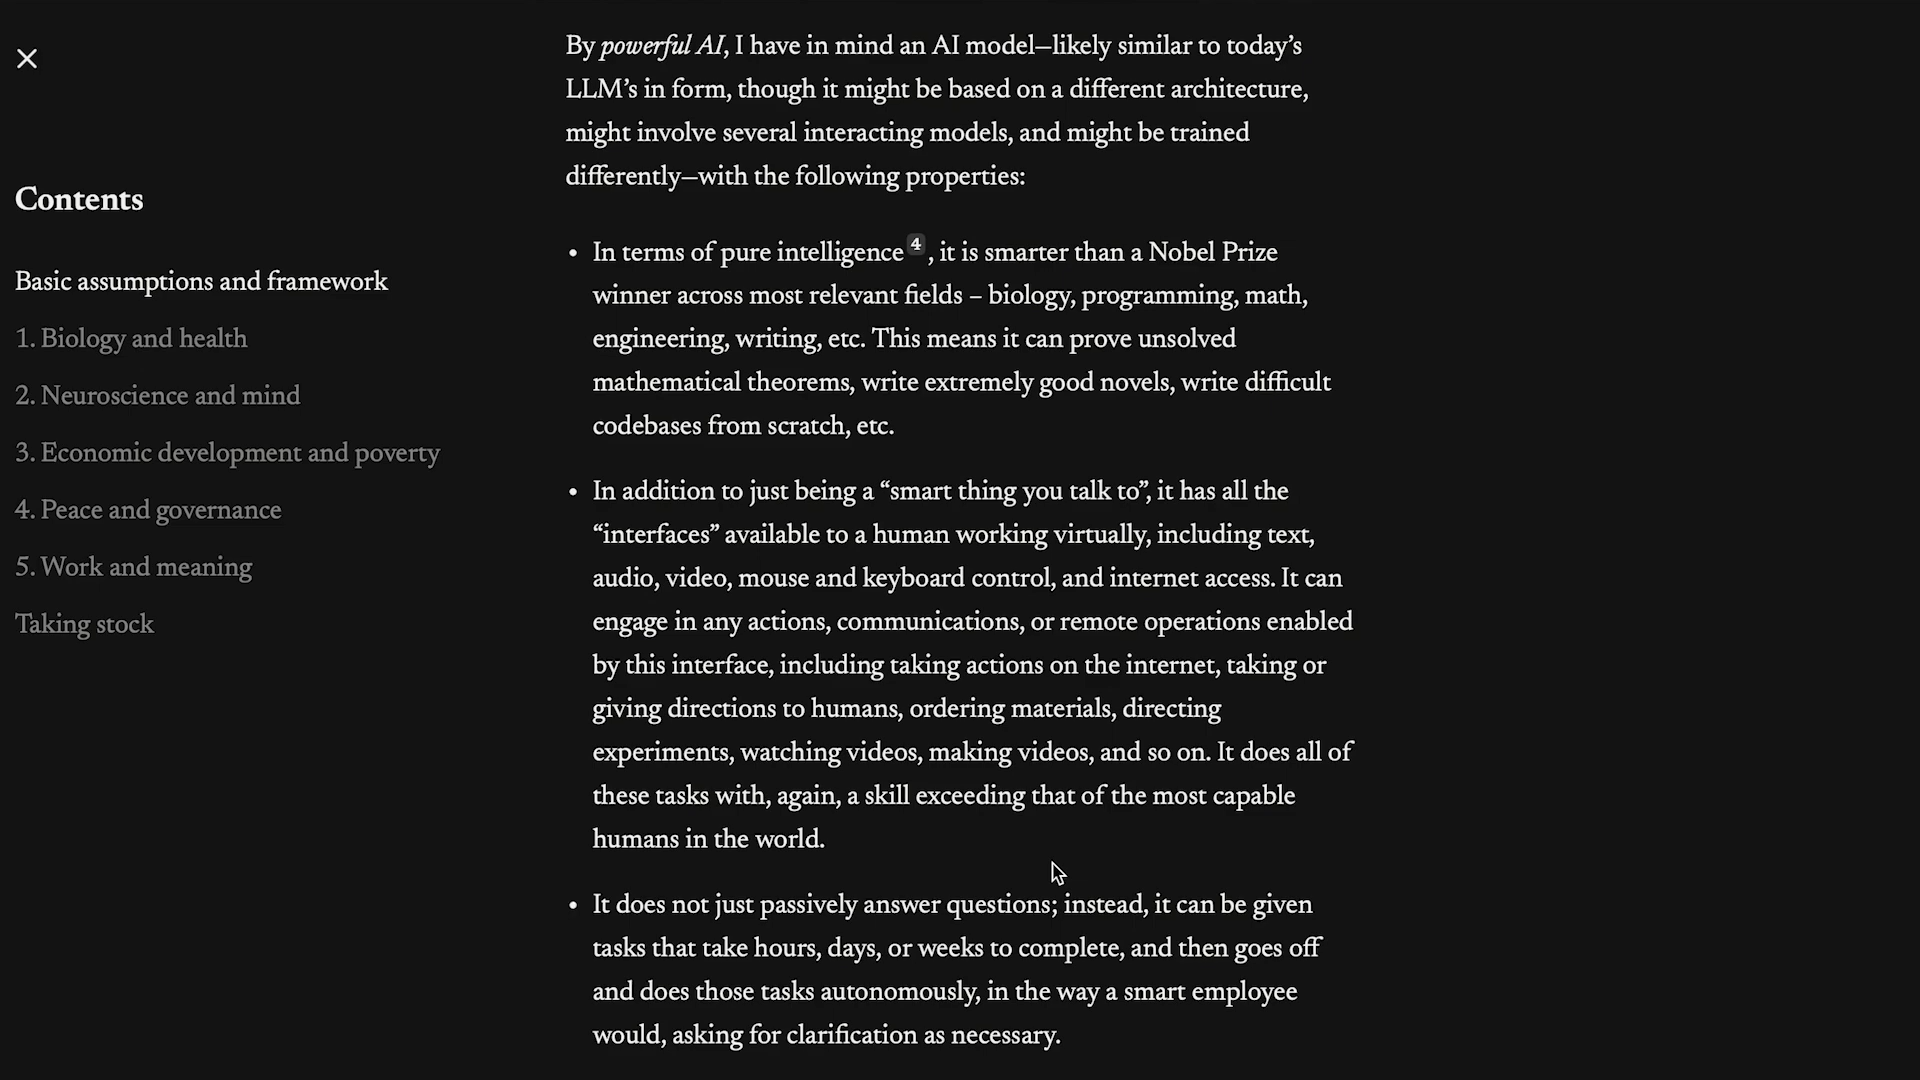 Contents
Basic assumptions and framework
1. Biology and health
2. Neuroscience and mind
3. Economic development and poverty
4. Peace and governance
5. Work and meaning
Taking stock
By powerful AI, I have in mind an AI model—likely similar to today’s
LLM’s in form, though it might be based on a different architecture,
might involve several interacting models, and might be trained
differently—with the following properties:
• In terms of pure intelligence 4 , it is smarter than a Nobel Prize
winner across most relevant fields – biology, programming, math,
engineering, writing, etc. This means it can prove unsolved
mathematical theorems, write extremely good novels, write difficult
codebases from scratch, etc.
• In addition to just being a “smart thing you talk to”, it has all the
“interfaces” available to a human working virtually, including text,
audio, video, mouse and keyboard control, and internet access. It can
engage in any actions, communications, or remote operations enabled
by this interface, including taking actions on the internet, taking or
giving directions to humans, ordering materials, directing
experiments, watching videos, making videos, and so on. It does all of
these tasks with, again, a skill exceeding that of the most capable
humans in the world.
• It does not just passively answer questions; instead, it can be given
tasks that take hours, days, or weeks to complete, and then goes off
and does those tasks autonomously, in the way a smart employee
would, asking for clarification as necessary.